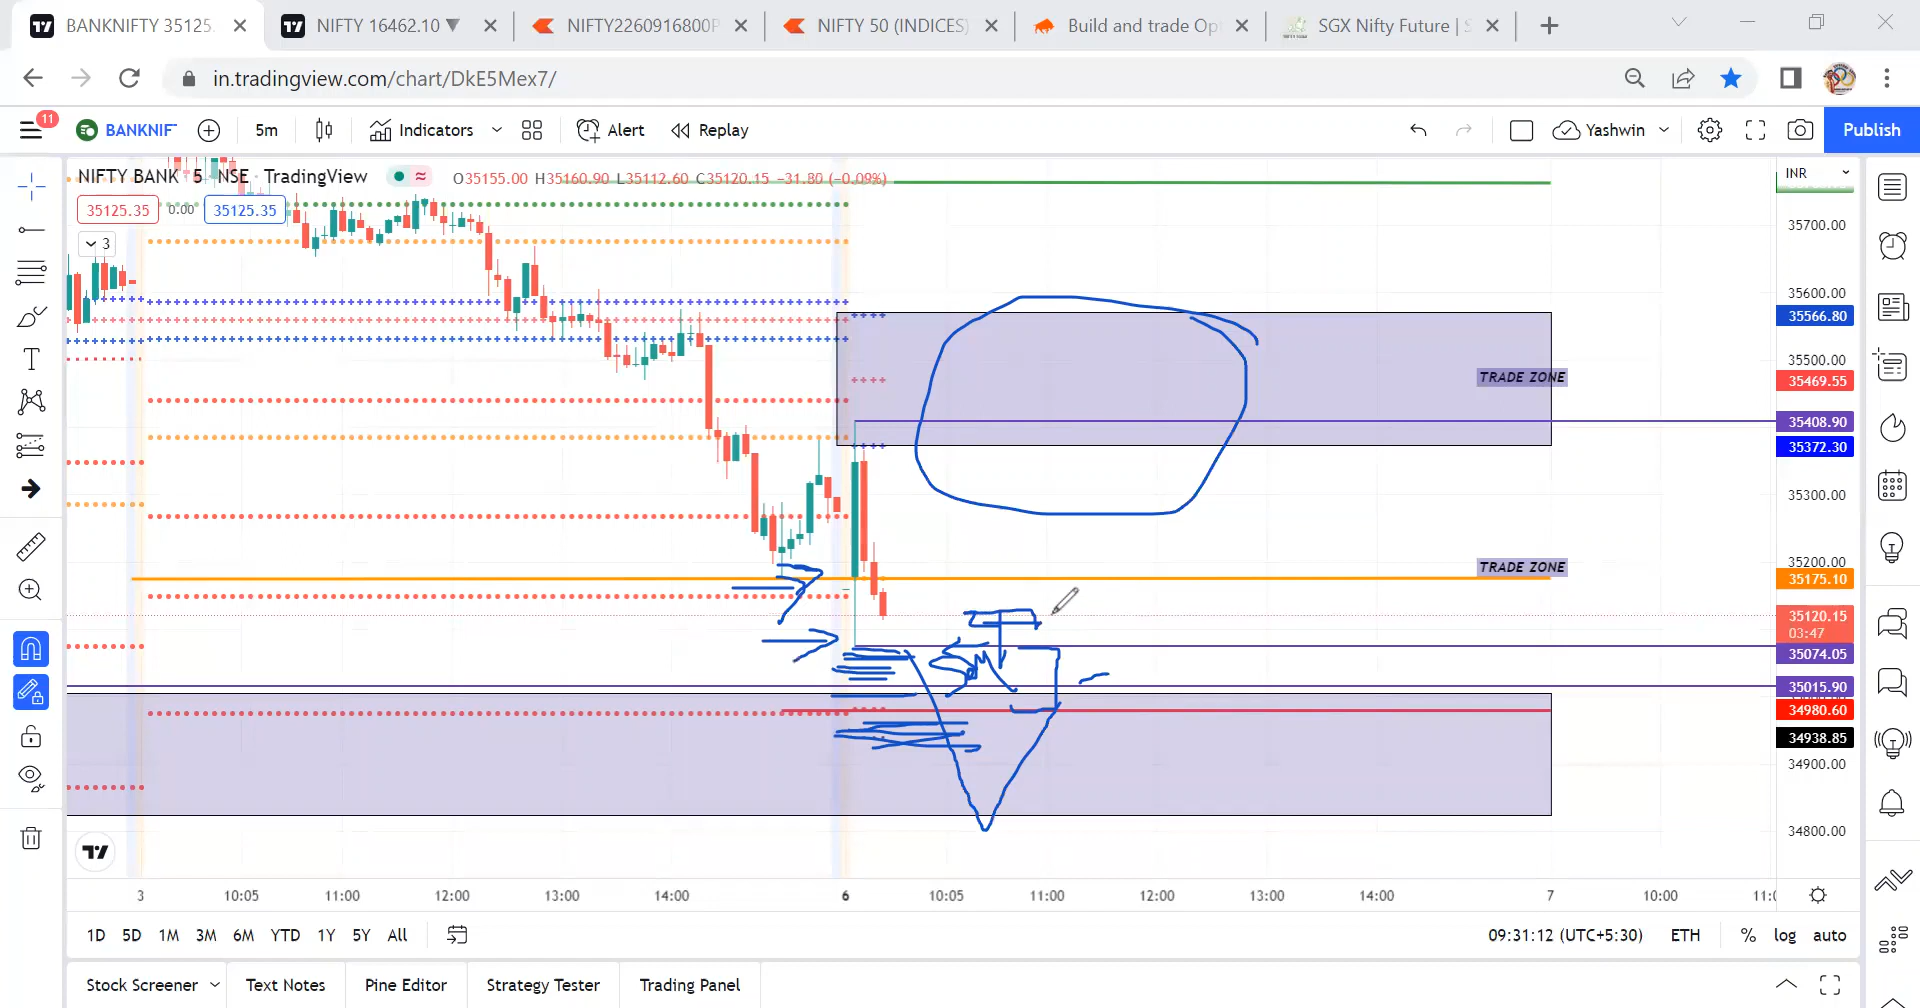 BANKNIFTY 35125. NIFTY 16462.10 ▼ NIFTY2260916800P NIFTY 50 (INDICES) Build and trade Op SGX Nifty Future | S
in.tradingview.com/chart/DkE5Mex7/
11 BANKNIF 5m Indicators Alert Replay Yashwin Publish
NIFTY BANK · 5 · NSE · TradingView O35155.00 H35160.90 L35112.60 C35120.15 −31.80 (−0.09%) INR
35125.35 0.00 35125.35
35700.00
3
35600.00
35566.80
35500.00
TRADE ZONE
35469.55
35408.90
35372.30
35300.00
35200.00
TRADE ZONE
35175.10
35120.15
03:47
35074.05
35015.90
34980.60
34938.85
34900.00
34800.00
3 10:05 11:00 12:00 13:00 14:00 6 10:05 11:00 12:00 13:00 14:00 7 10:00
1D 5D 1M 3M 6M YTD 1Y 5Y All 09:31:12 (UTC+5:30) ETH % log auto
Stock Screener Text Notes Pine Editor Strategy Tester Trading Panel